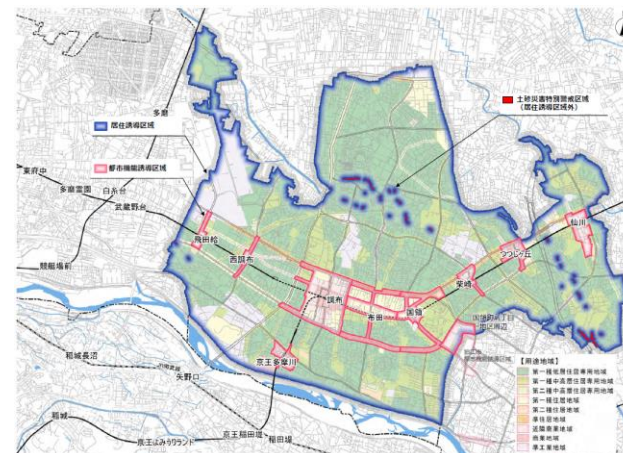 多磨
土砂災害特別警戒区域
(居住誘導区域外)
居住誘導区域
都市機能誘導区域
東府中
多磨霊園
白糸台
武蔵野台
飛田給
西調布
調布
布田
国領
柴崎
つつじヶ丘
仙川
競艇場前
京王多摩川
稲城長沼
矢野口
稲城
京王よみうりランド
京王稲田堤
稲田堤
【用途地域】
第一種低層住居専用地域
第一種中高層住居専用地域
第二種中高層住居専用地域
第一種住居地域
第二種住居地域
準住居地域
近隣商業地域
商業地域
準工業地域